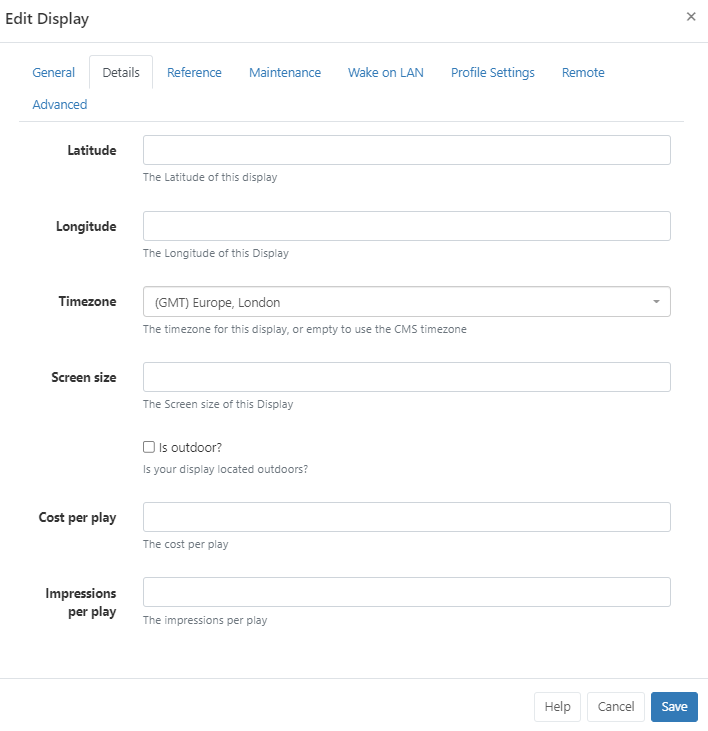 Edit Display
×
General Details Reference Maintenance Wake on LAN Profile Settings Remote
Advanced
Latitude
The Latitude of this display
Longitude
The Longitude of this Display
Timezone (GMT) Europe, London
The timezone for this display, or empty to use the CMS timezone
Screen size
The Screen size of this Display
Is outdoor?
Is your display located outdoors?
Cost per play
The cost per play
Impressions
per play
The impressions per play
Help Cancel Save